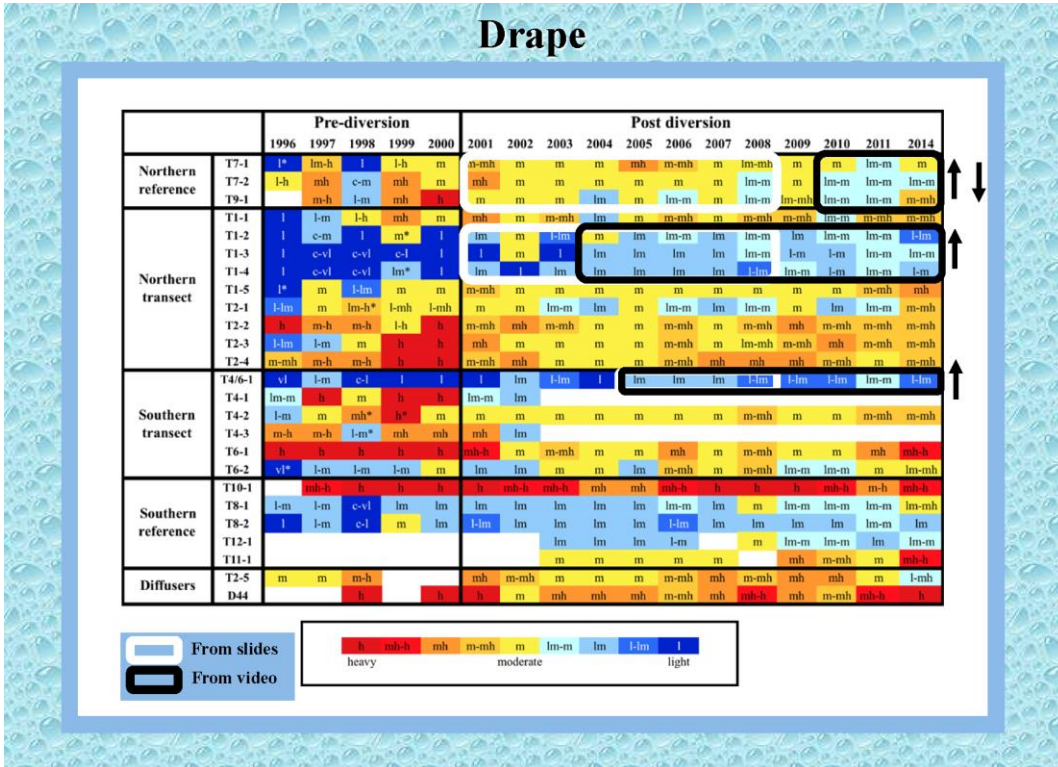 Drape
Pre-diversion Post diversion
1996 1997 1998 1999 2000 2001 2002 2003 2004 2005 2006 2007 2008 2009 2010 2011 2014
Northern reference
T7-1 l* lm-h l l-h m m-mh m m m mh m-mh m lm-mh m m lm-m m
T7-2 l-h mh c-m mh m mh m m m m m m lm-m m lm-m lm-m lm-m
T9-1 m-h l-m mh h m m m lm m lm-m m lm-m lm-mh lm-m lm-m m-mh
Northern transect
T1-1 l l-m l-h mh m mh m m-mh lm m m-mh m m-mh m-mh lm-m m-mh m-mh
T1-2 l c-m l m* l lm m l-lm m lm lm-m lm-m lm-m lm lm-m lm-m l-lm
T1-3 l c-vl c-vl c-l l l m l lm lm lm lm lm-m l-m l-m lm-m lm-m
T1-4 l c-vl c-vl lm* l lm l lm lm lm lm lm l-lm lm-m lm l-m l-m
T1-5 l* m l-lm m m m-mh m m m m m m m m m m-mh mh
T2-1 l-lm m lm-h* l-mh l-mh m m lm-m lm-m lm m lm-m m lm-m lm lm-m m-mh
T2-2 h m-h m-h l-h h m-mh mh m-mh m m m-mh m m-mh mh m-mh m-mh m-mh
T2-3 l-lm l-m m h h m-mh m m m m m-mh m lm-mh m-mh mh m-mh m-mh
T2-4 m-mh m-h m-h h h m-mh mh m m m m-mh mh mh mh m-mh m m-mh
Southern transect
T4/6-1 vl l-m c-l l l l lm l-lm l lm lm lm l-lm l-lm l-lm lm-m l-lm
T4-1 lm-m h m h h lm-m lm
T4-2 l-m m mh* h* m m m m m m m m m-mh m m m-mh m-mh
T4-3 m-h m-h l-m* mh mh mh lm
T6-1 h h h h h mh-h m m-mh m m mh m mh m m mh mh-h
T6-2 vl* l-m l-m l-m m lm lm m m lm m-mh m m-mh lm-m lm-m m lm-mh
Southern reference
T10-1 mh-h h h h h mh-h mh-h mh mh m-mh h h h m-mh m-h mh-h
T8-1 l-m l-m c-vl lm lm lm lm lm lm lm lm-m lm m lm-m lm-m lm-m lm-mh
T8-2 l l-m c-l m lm l-lm lm lm lm lm l-lm lm lm lm lm lm-m lm
T12-1 lm lm lm l-m m lm-m lm-m lm lm-m
T11-1 m m m m m mh m-mh m mh-h
Diffusers
T2-5 m m m-h mh m-mh m m mh m-mh mh m-mh mh mh m l-mh
D44 h h h m mh mh mh m-mh mh mh-h mh m-mh mh-h h
From slides
From video
h mh-h mh m-mh m lm-m lm l-lm l
heavy moderate light